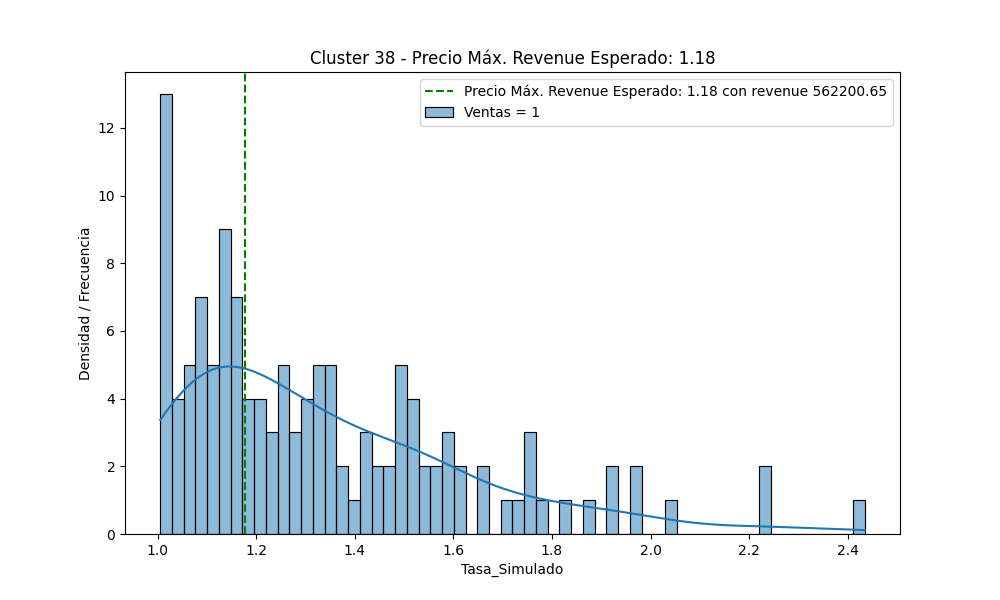 Cluster 38 - Precio Máx. Revenue Esperado: 1.18
Precio Máx. Revenue Esperado: 1.18 con revenue 562200.65
Ventas = 1
Densidad / Frecuencia
12
10
8
6
4
2
0
1.0 1.2 1.4 1.6 1.8 2.0 2.2 2.4
Tasa_Simulado